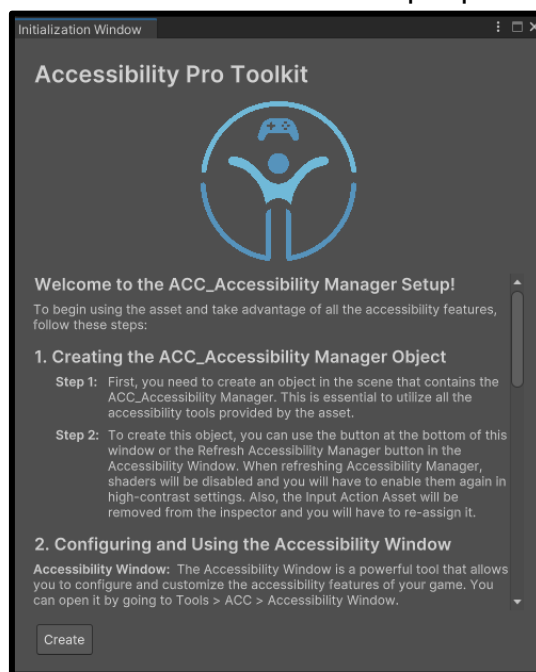 Initialization Window
Accessibility Pro Toolkit
Welcome to the ACC_Accessibility Manager Setup!
To begin using the asset and take advantage of all the accessibility features,
follow these steps:
1. Creating the ACC_Accessibility Manager Object
Step 1: First, you need to create an object in the scene that contains the
ACC_Accessibility Manager. This is essential to utilize all the
accessibility tools provided by the asset.
Step 2: To create this object, you can use the button at the bottom of this
window or the Refresh Accessibility Manager button in the
Accessibility Window. When refreshing Accessibility Manager,
shaders will be disabled and you will have to enable them again in
high-contrast settings. Also, the Input Action Asset will be
removed from the inspector and you will have to re-assign it.
2. Configuring and Using the Accessibility Window
Accessibility Window: The Accessibility Window is a powerful tool that allows
you to configure and customize the accessibility features of your game. You
can open it by going to Tools > ACC > Accessibility Window.
Create